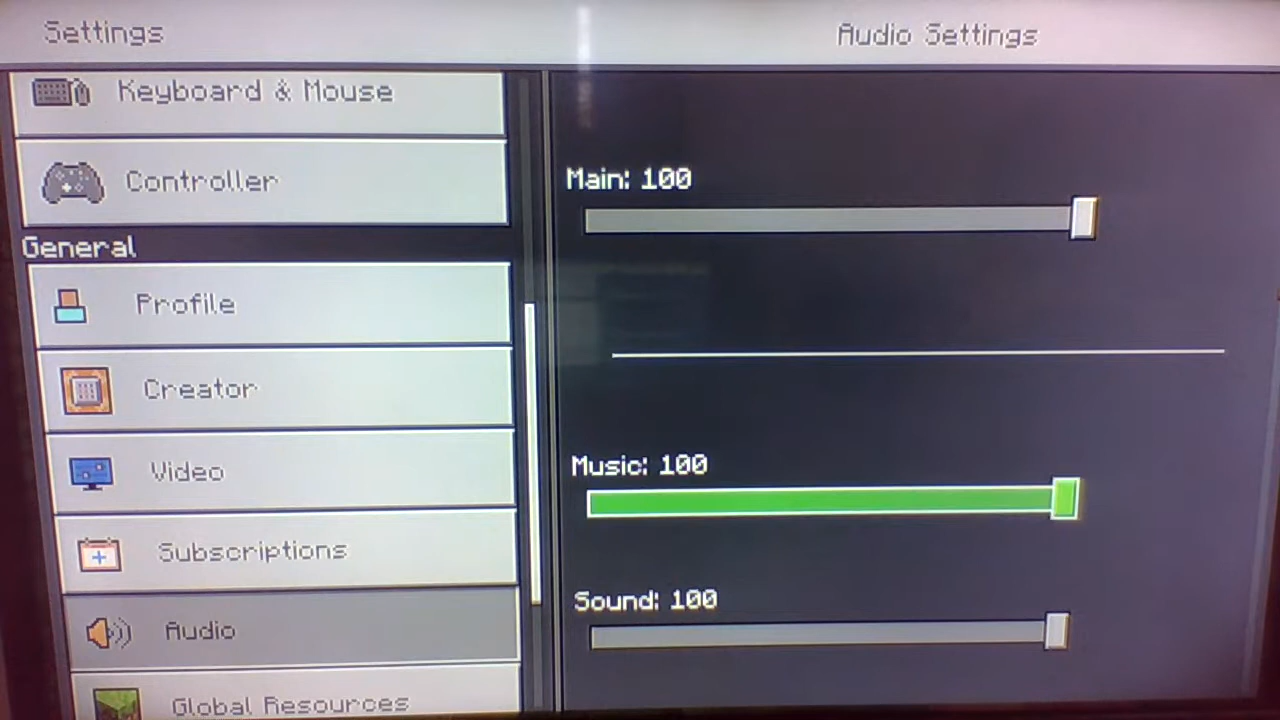 Settings
Audio Settings
Keyboard & Mouse
Controller
General
Profile
Creator
Video
Subscriptions
Audio
Global Resources
Main: 100
Music: 100
Sound: 100